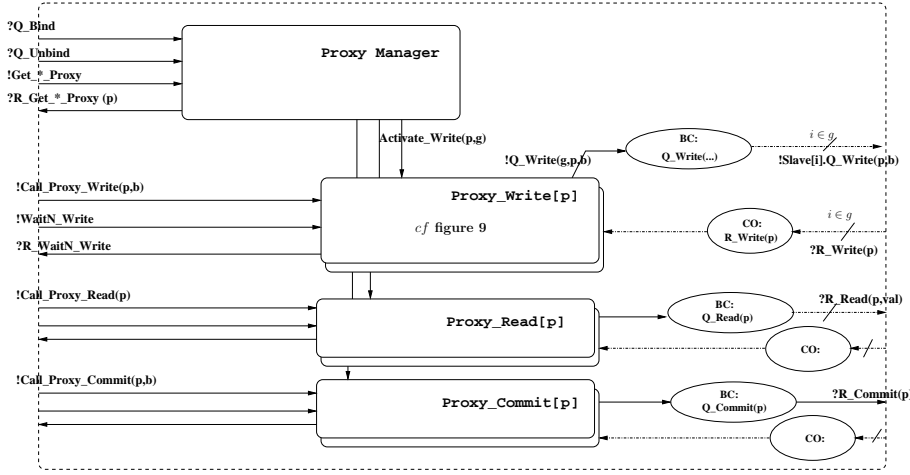 ?Q_Bind
?Q_Unbind
!Get_*_Proxy
?R_Get_*_Proxy (p)
Proxy Manager
Activate_Write(p,g)
!Q_Write(g,p,b)
BC:
Q_Write(...)
i ∈ g
!Slave[i].Q_Write(p,b)
!Call_Proxy_Write(p,b)
!WaitN_Write
?R_WaitN_Write
Proxy_Write[p]
cf figure 9
CO:
R_Write(p)
i ∈ g
?R_Write(p)
!Call_Proxy_Read(p)
Proxy_Read[p]
BC:
Q_Read(p)
?R_Read(p,val)
CO:
!Call_Proxy_Commit(p,b)
Proxy_Commit[p]
BC:
Q_Commit(p)
?R_Commit(p)
CO: